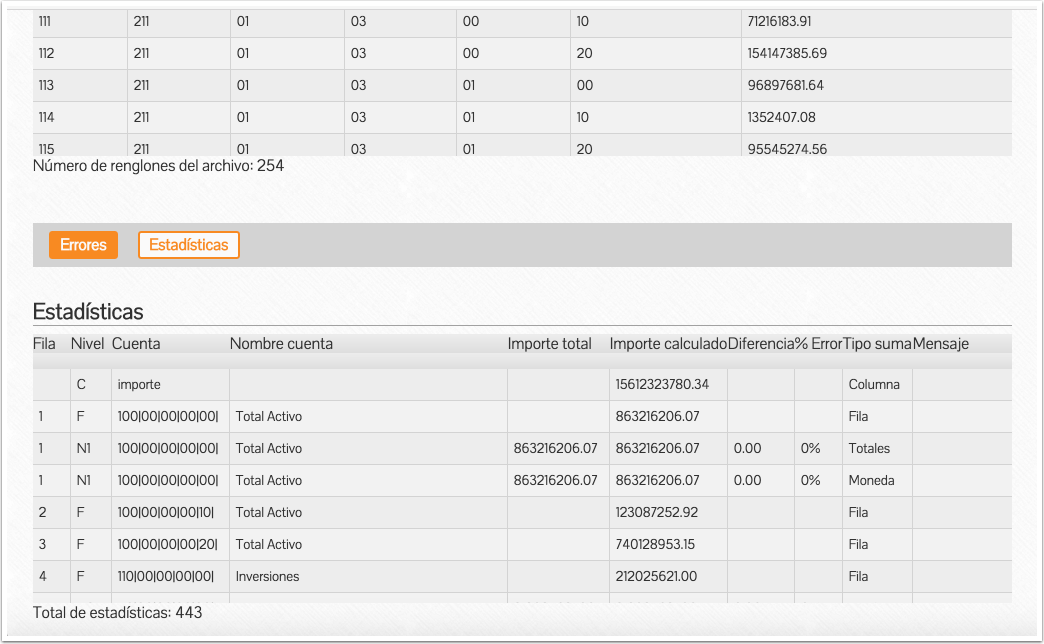 111 211 01 03 00 10 71216183.91
112 211 01 03 00 20 154147385.69
113 211 01 03 01 00 96897681.64
114 211 01 03 01 10 1352407.08
115 211 01 03 01 20 95545274.56
Número de renglones del archivo: 254
Errores Estadísticas
Estadísticas
Fila Nivel Cuenta Nombre cuenta Importe total Importe calculado Diferencia % Error Tipo suma Mensaje
C importe 15612323780.34 Columna
1 F 100|00|00|00|00| Total Activo 863216206.07 Fila
1 N1 100|00|00|00|00| Total Activo 863216206.07 863216206.07 0.00 0% Totales
1 N1 100|00|00|00|00| Total Activo 863216206.07 863216206.07 0.00 0% Moneda
2 F 100|00|00|00|10| Total Activo 123087252.92 Fila
3 F 100|00|00|00|20| Total Activo 740128953.15 Fila
4 F 110|00|00|00|00| Inversiones 212025621.00 Fila
Total de estadísticas: 443